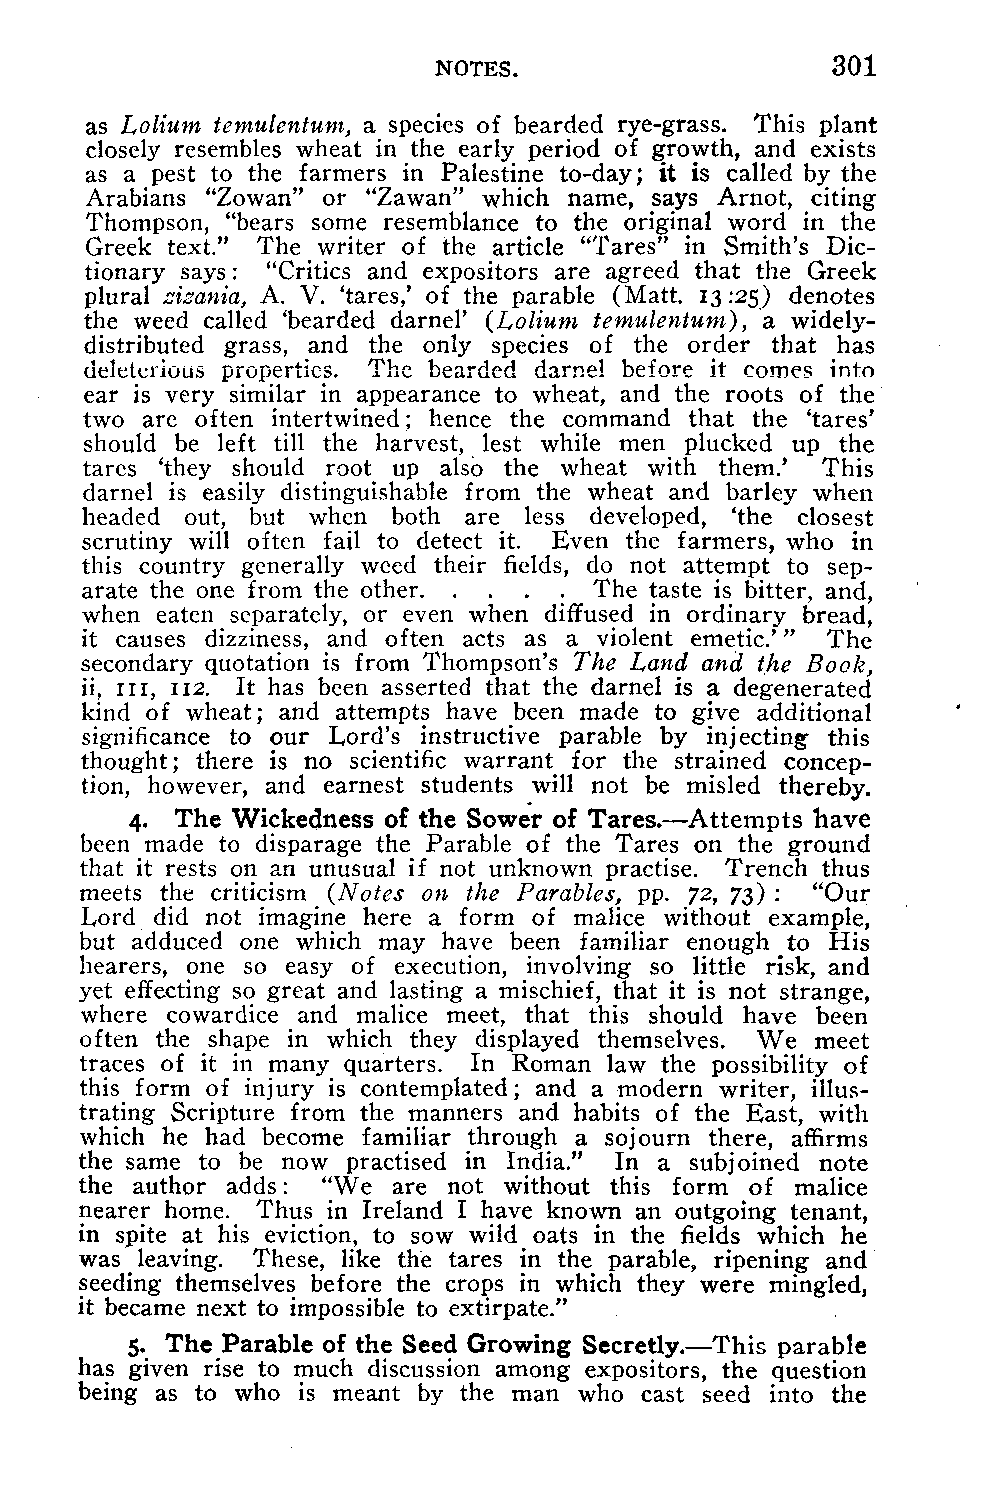 NOTES. 301
as Lolium temulentum, a species of bearded rye-grass. This plant
closely resembles wheat in the early period of growth, and exists
as a pest to the farmers in Palestine to-day; it is called by the
Arabians “Zowan” or “Zawan” which name, says Arnot, citing
Thompson, “bears some resemblance to the original word in the
Greek text.” The writer of the article “Tares” in Smith’s Dic-
tionary says: “Critics and expositors are agreed that the Greek
plural zizania, A. V. ‘tares,’ of the parable (Matt. 13:25) denotes
the weed called ‘bearded darnel’ (Lolium temulentum), a widely-
distributed grass, and the only species of the order that has
deleterious properties. The bearded darnel before it comes into
ear is very similar in appearance to wheat, and the roots of the
two are often intertwined; hence the command that the ‘tares’
should be left till the harvest, lest while men plucked up the
tares ‘they should root up also the wheat with them.’ This
darnel is easily distinguishable from the wheat and barley when
headed out, but when both are less developed, ‘the closest
scrutiny will often fail to detect it. Even the farmers, who in
this country generally weed their fields, do not attempt to sep-
arate the one from the other. . . . . . The taste is bitter, and,
when eaten separately, or even when diffused in ordinary bread,
it causes dizziness, and often acts as a violent emetic.’” The
secondary quotation is from Thompson’s The Land and the Book,
ii, 111, 112. It has been asserted that the darnel is a degenerated
kind of wheat; and attempts have been made to give additional
significance to our Lord’s instructive parable by injecting this
thought; there is no scientific warrant for the strained concep-
tion, however, and earnest students will not be misled thereby.
4. The Wickedness of the Sower of Tares.—Attempts have
been made to disparage the Parable of the Tares on the ground
that it rests on an unusual if not unknown practise. Trench thus
meets the criticism (Notes on the Parables, pp. 72, 73): “Our
Lord did not imagine here a form of malice without example,
but adduced one which may have been familiar enough to His
hearers, one so easy of execution, involving so little risk, and
yet effecting so great and lasting a mischief, that it is not strange,
where cowardice and malice meet, that this should have been
often the shape in which they displayed themselves. We meet
traces of it in many quarters. In Roman law the possibility of
this form of injury is contemplated; and a modern writer, illus-
trating Scripture from the manners and habits of the East, with
which he had become familiar through a sojourn there, affirms
the same to be now practised in India.” In a subjoined note
the author adds: “We are not without this form of malice
nearer home. Thus in Ireland I have known an outgoing tenant,
in spite at his eviction, to sow wild oats in the fields which he
was leaving. These, like the tares in the parable, ripening and
seeding themselves before the crops in which they were mingled,
it became next to impossible to extirpate.”
5. The Parable of the Seed Growing Secretly.—This parable
has given rise to much discussion among expositors, the question
being as to who is meant by the man who cast seed into the